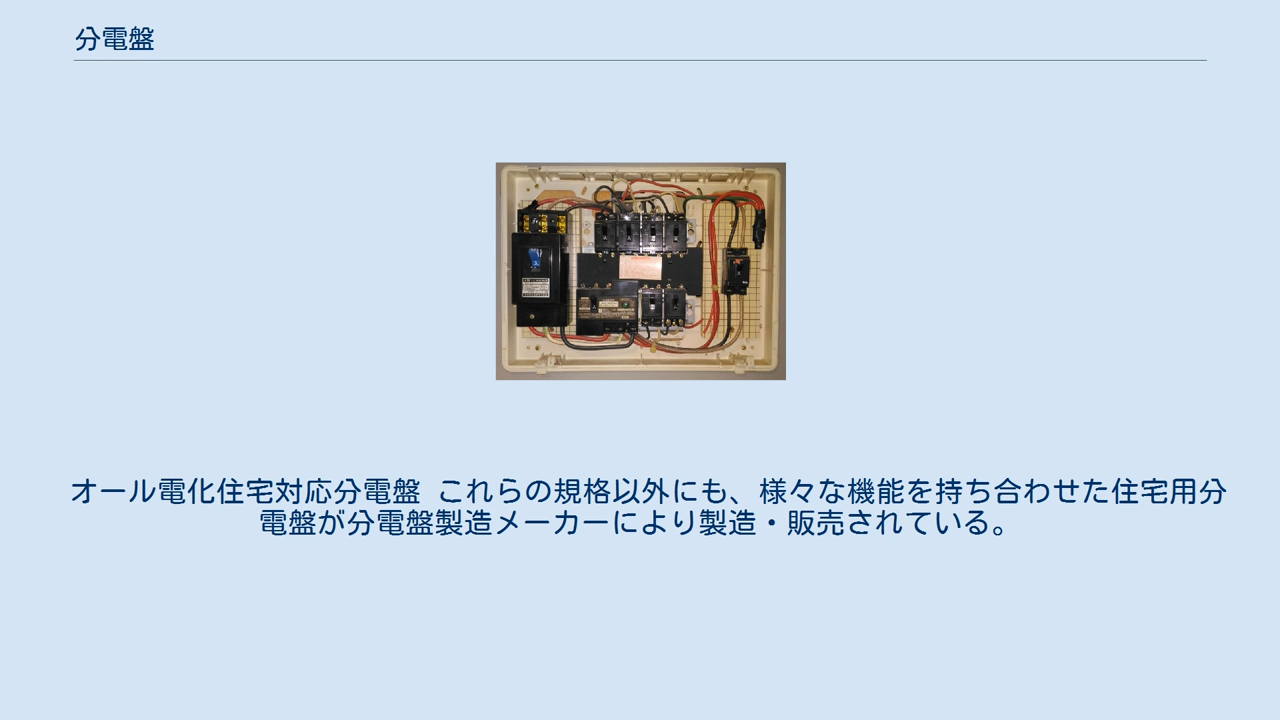 分電盤
オール電化住宅対応分電盤 これらの規格以外にも、様々な機能を持ち合わせた住宅用分
電盤が分電盤製造メーカーにより製造・販売されている。